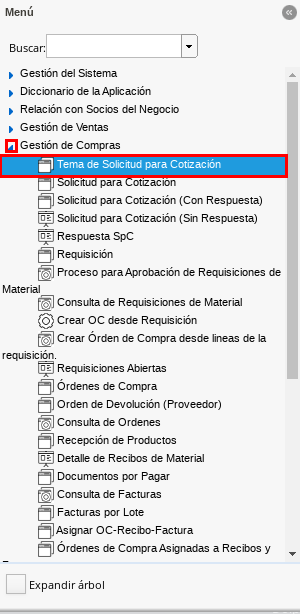 Menú
Buscar:
Gestión del Sistema
Diccionario de la Aplicación
Relación con Socios del Negocio
Gestión de Ventas
Gestión de Compras
Tema de Solicitud para Cotización
Solicitud para Cotización
Solicitud para Cotización (Con Respuesta)
Solicitud para Cotización (Sin Respuesta)
Respuesta SpC
Requisición
Proceso para Aprobación de Requisiciones de
Material
Consulta de Requisiciones de Material
Crear OC desde Requisición
Crear Órden de Compra desde lineas de la
requisición.
Requisiciones Abiertas
Órdenes de Compra
Orden de Devolución (Proveedor)
Consulta de Ordenes
Recepción de Productos
Detalle de Recibos de Material
Documentos por Pagar
Consulta de Facturas
Facturas por Lote
Asignar OC-Recibo-Factura
Órdenes de Compra Asignadas a Recibos y
Expandir árbol